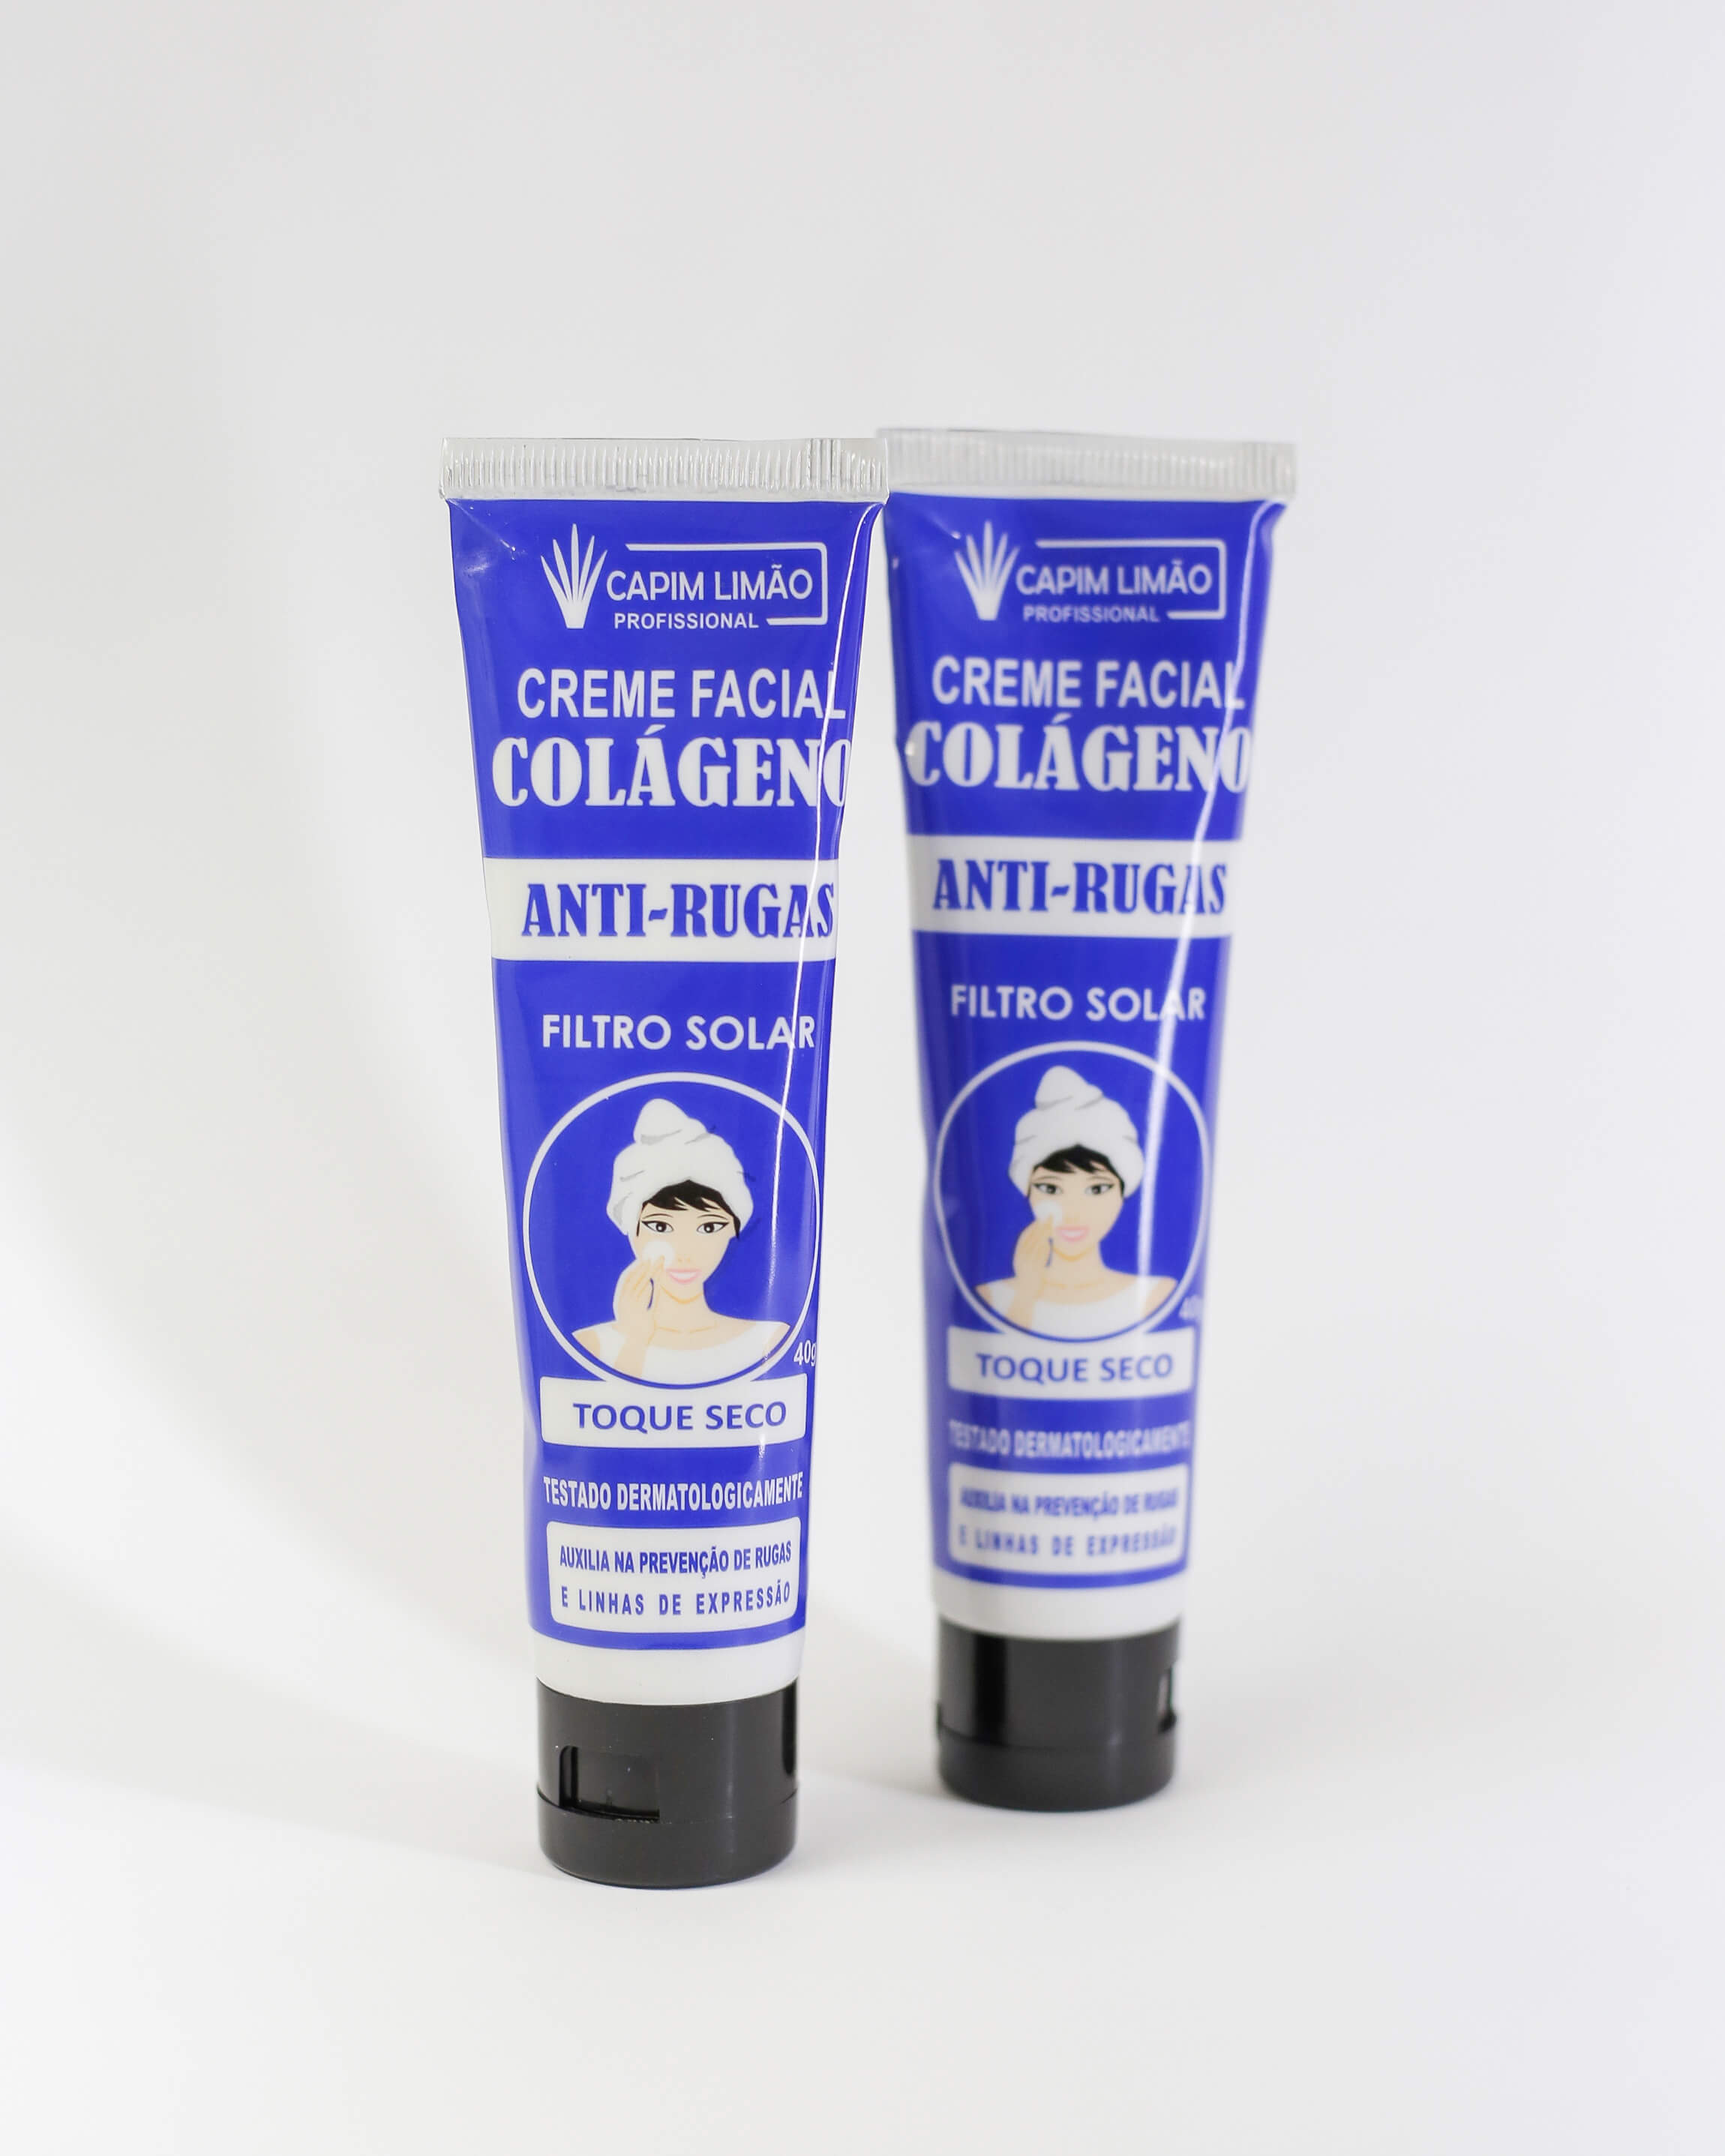 CAPIM LIMÃO
PROFISSIONAL
CREME FACIAL
COLÁGENO
ANTI-RUGAS
FILTRO SOLAR
40g
TOQUE SECO
TESTADO DERMATOLOGICAMENTE
AUXILIA NA PREVENÇÃO DE RUGAS
E LINHAS DE EXPRESSÃO
CAPIM LIMÃO
PROFISSIONAL
CREME FACIAL
COLÁGENO
ANTI-RUGAS
FILTRO SOLAR
40g
TOQUE SECO
TESTADO DERMATOLOGICAMENTE
AUXILIA NA PREVENÇÃO DE RUGAS
E LINHAS DE EXPRESSÃO